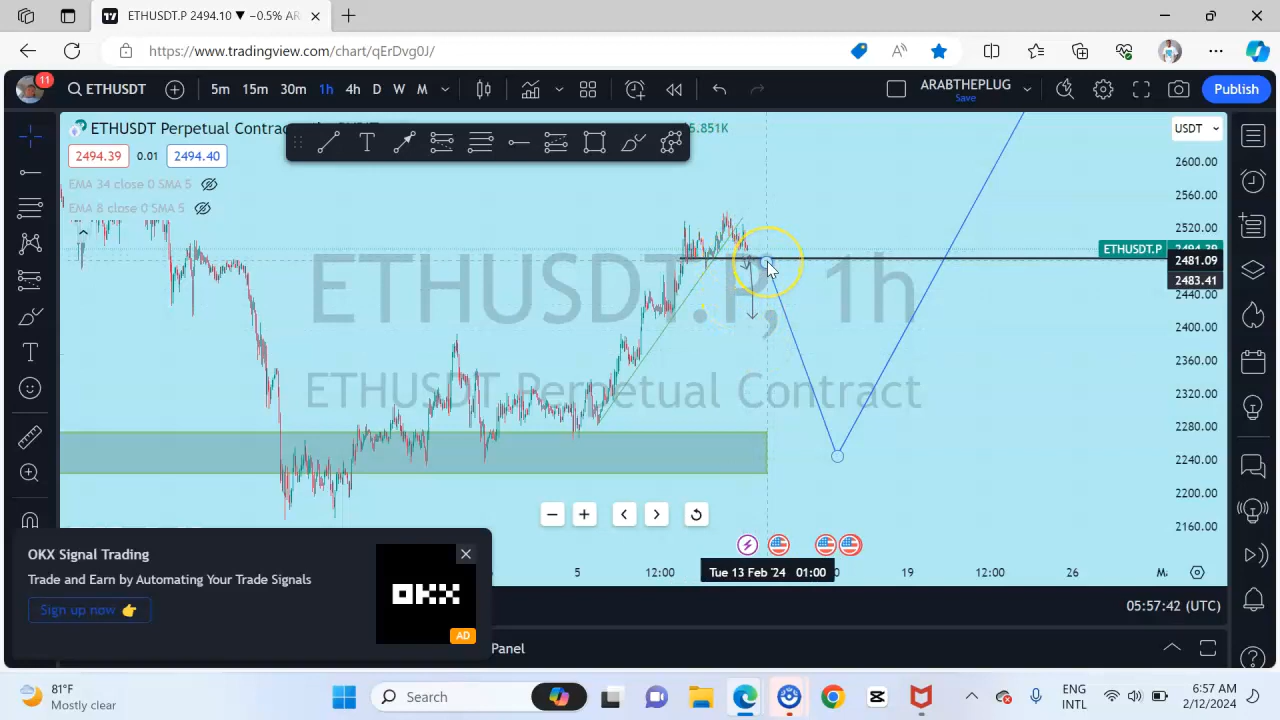 ETHUSDT.P 2494.10 ▼ −0.5% AR
https://www.tradingview.com/chart/qErDvg0J/
11
ETHUSDT
5m 15m 30m 1h 4h D W M
ARABTHEPLUG
Save
Publish
ETHUSDT Perpetual Contract
5.851K
USDT
2494.39 0.01 2494.40
EMA 34 close 0 SMA 5
EMA 8 close 0 SMA 5
ETHUSDT.P, 1h
ETHUSDT Perpetual Contract
2600.00
2560.00
2520.00
ETHUSDT.P 2494.39
2481.09
2483.41
2440.00
2400.00
2360.00
2320.00
2280.00
2240.00
2200.00
2160.00
5 12:00 Tue 13 Feb '24 01:00 19 12:00 26
05:57:42 (UTC)
OKX Signal Trading
Trade and Earn by Automating Your Trade Signals
Sign up now
OKX
AD
Panel
81°F
Mostly clear
Search
ENG
INTL
6:57 AM
2/12/2024